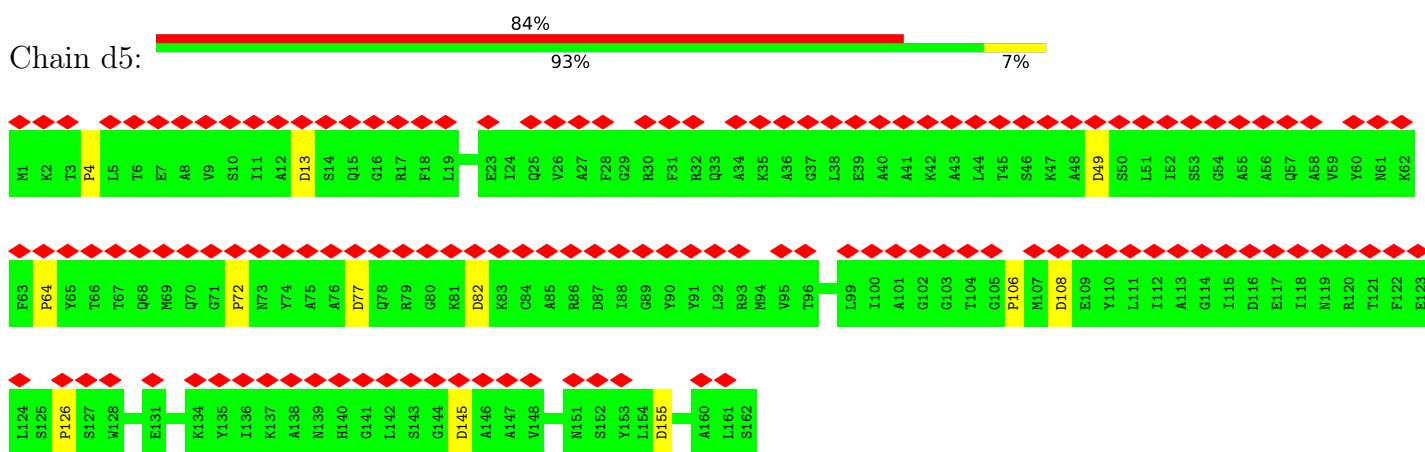 84%
Chain d5:
93% 7%
M1 K2 T3 P4 L5 T6 E7 A8 V9 S10 I11 A12 D13 S14 Q15 G16 R17 F18 L19 E23 I24 Q25 V26 A27 F28 G29 R30 F31 R32 Q33 A34 K35 A36 G37 L38 E39 A40 A41 K42 A43 L44 T45 S46 K47 A48 D49 S50 L51 I52 S53 G54 A55 A56 Q57 A58 V59 Y60 N61 K62
F63 P64 Y65 T66 T67 Q68 M69 Q70 G71 P72 N73 Y74 A75 A76 D77 Q78 R79 G80 K81 D82 K83 C84 A85 R86 D87 I88 G89 Y90 Y91 L92 R93 M94 V95 T96 L99 I100 A101 G102 G103 T104 G105 P106 M107 D108 E109 Y110 L111 I112 A113 G114 I115 D116 E117 I118 N119 R120 T121 F122 E123
L124 S125 P126 S127 W128 E131 K134 Y135 I136 K137 A138 N139 H140 G141 L142 S143 G144 D145 A146 A147 V148 N151 S152 Y153 L154 D155 A160 L161 S162